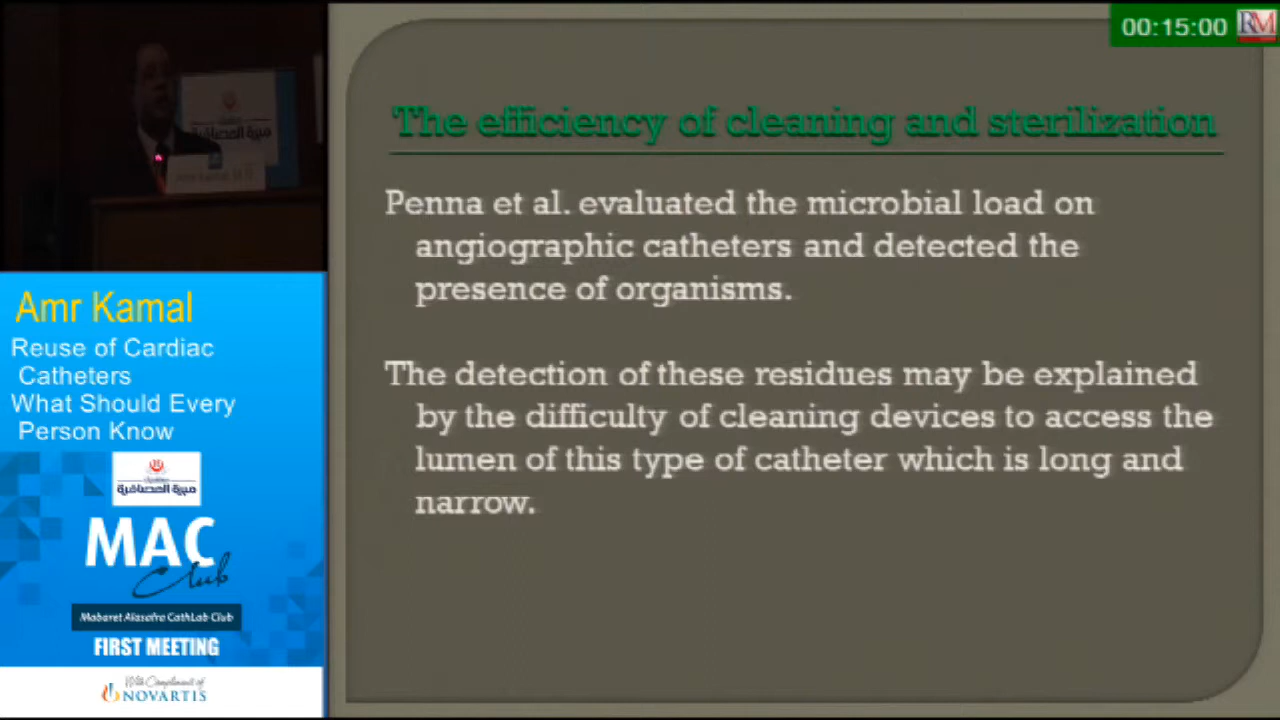 00:15:00
RM
The efficiency of cleaning and sterilization
Penna et al. evaluated the microbial load on
angiographic catheters and detected the
presence of organisms.
The detection of these residues may be explained
by the difficulty of cleaning devices to access the
lumen of this type of catheter which is long and
narrow.
مبرة العصافرة
Amr Kamal
Reuse of Cardiac
Catheters
What Should Every
Person Know
مبرة العصافرة
MAC
Club
Mabaret Alasafra CathLab Club
FIRST MEETING
With Compliment of
NOVARTIS